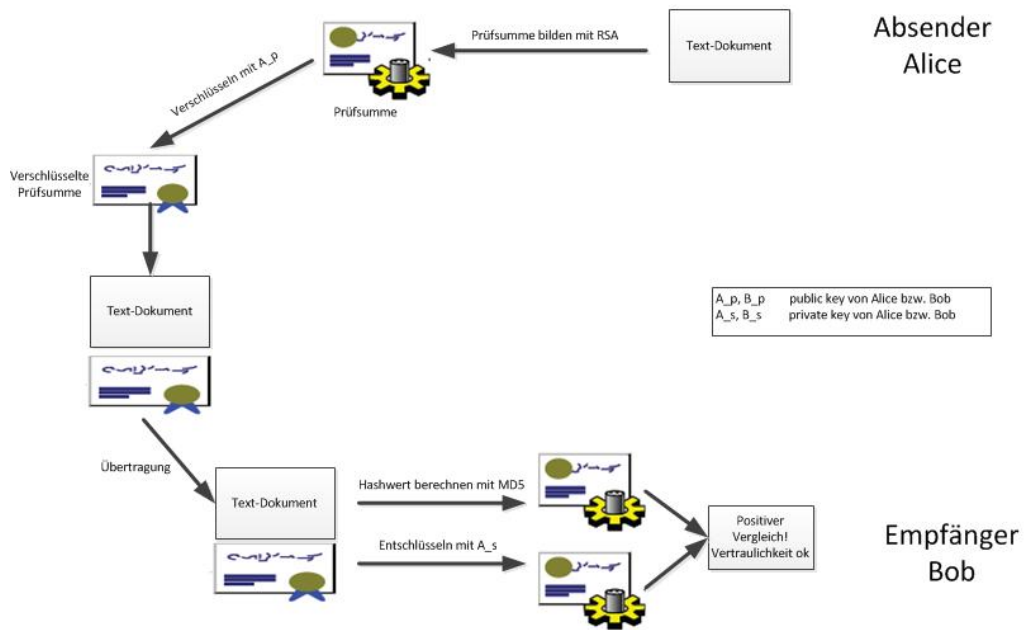 Absender
Alice
Prüfsumme bilden mit RSA
Text-Dokument
Verschlüsseln mit A_p
Prüfsumme
Verschlüsselte
Prüfsumme
Text-Dokument
A_p, B_p public key von Alice bzw. Bob
A_s, B_s private key von Alice bzw. Bob
Übertragung
Text-Dokument
Hashwert berechnen mit MD5
Entschlüsseln mit A_s
Positiver
Vergleich!
Vertraulichkeit ok
Empfänger
Bob